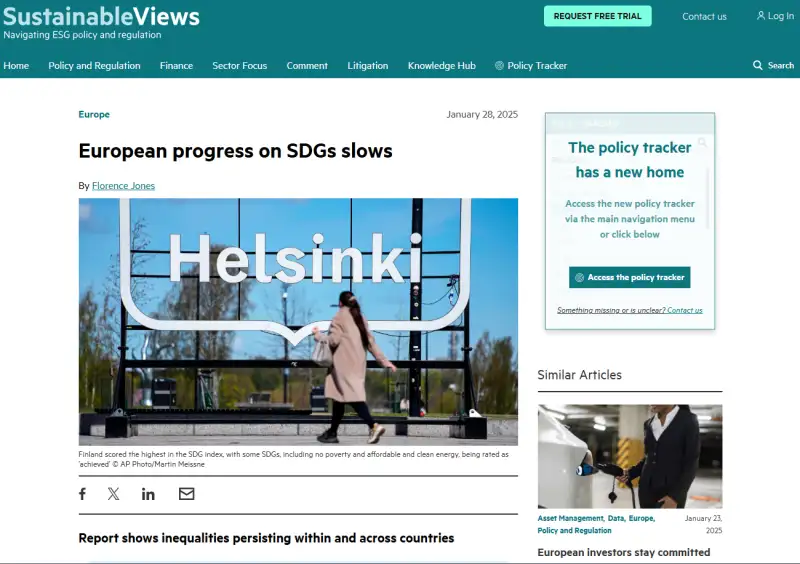 SustainableViews
Navigating ESG policy and regulation
REQUEST FREE TRIAL
Contact us
Log In
Home
Policy and Regulation
Finance
Sector Focus
Comment
Litigation
Knowledge Hub
Policy Tracker
Search
Europe
January 28, 2025
European progress on SDGs slows
By Florence Jones
Helsinki
Finland scored the highest in the SDG index, with some SDGs, including no poverty and affordable and clean energy, being rated as
'achieved' © AP Photo/Martin Meissne
Report shows inequalities persisting within and across countries
The policy tracker
has a new home
Access the new policy tracker
via the main navigation menu
or click below
Access the policy tracker
Something missing or is unclear? Contact us
Similar Articles
Asset Management, Data, Europe,
Policy and Regulation
January 23,
2025
European investors stay committed